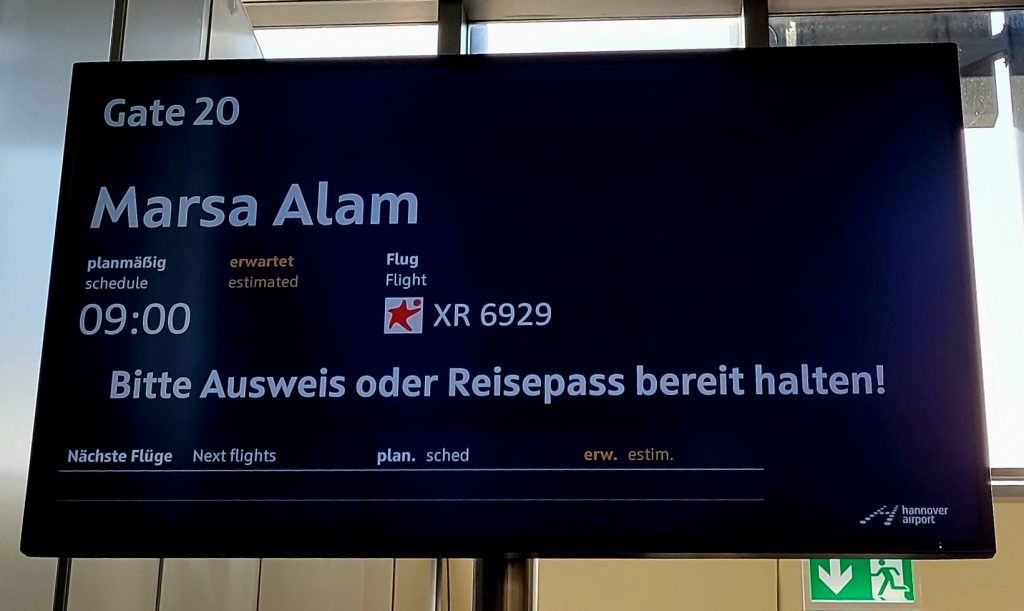 Gate 20
Marsa Alam
planmäßig erwartet Flug
schedule estimated Flight
09:00 XR 6929
Bitte Ausweis oder Reisepass bereit halten!
Nächste Flüge Next flights plan. sched erw. estim.
hannover
airport